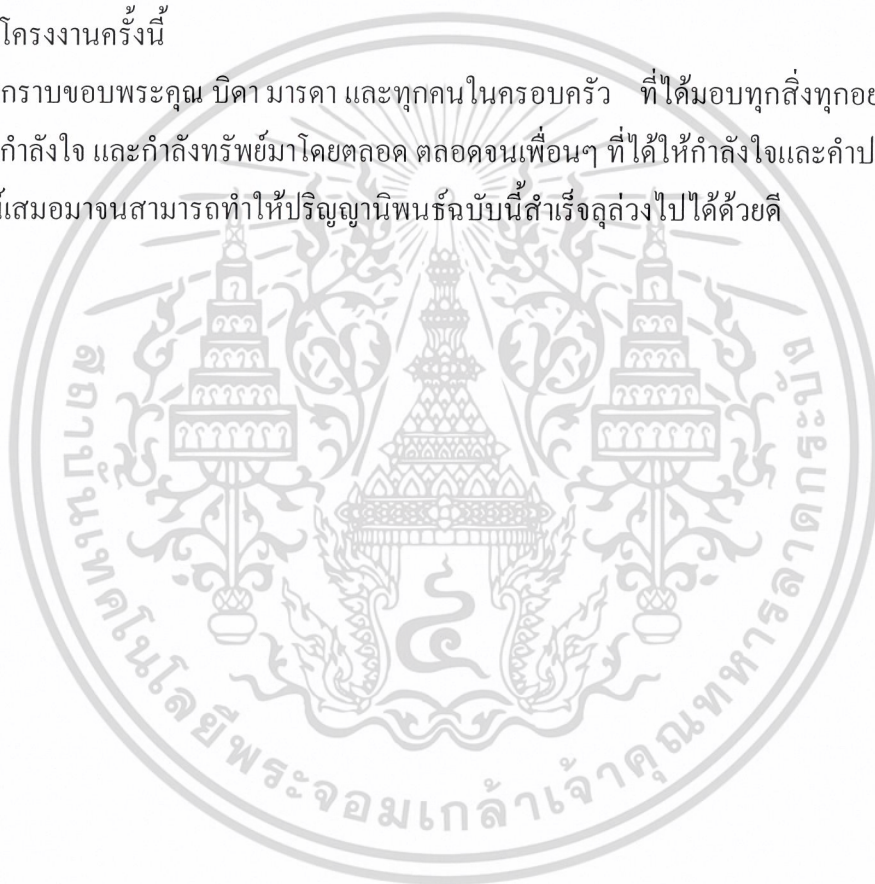 โครงงานครั้งนี้
กราบขอบพระคุณ บิดา มารดา และทุกคนในครอบครัว ที่ได้มอบทุกสิ่งทุกอย
กำลังใจ และกำลังทรัพย์มาโดยตลอด ตลอดจนเพื่อนๆ ที่ได้ให้กำลังใจและคำป
เสมอมาจนสามารถทำให้ปริญญานิพนธ์ฉบับนี้สำเร็จลุล่วงไปได้ด้วยดี
สถาบันเทคโนโลยีพระจอมเกล้าเจ้าคุณทหารลาดกระบัง